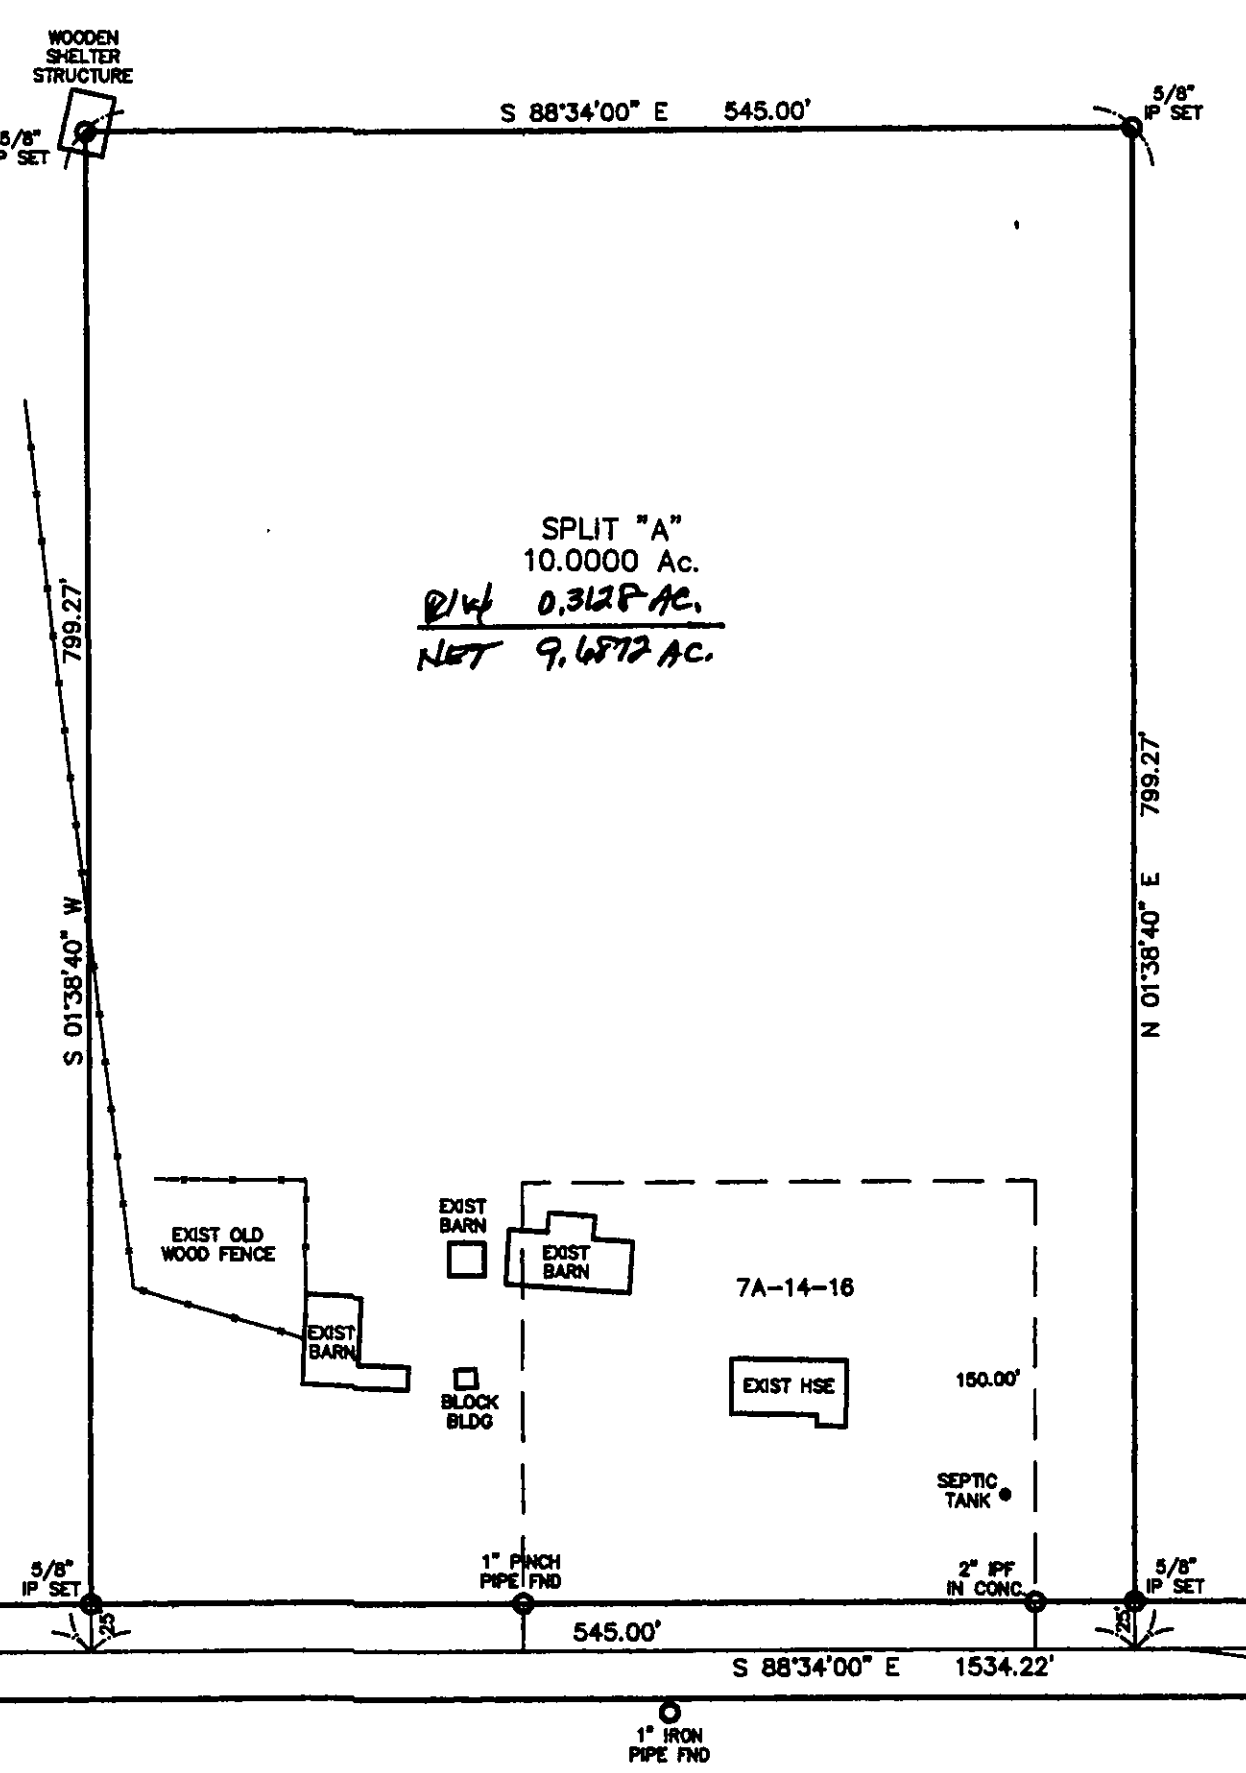 WOODEN
SHELTER
STRUCTURE
5/8"
IP SET
S 88°34'00" E 545.00'
5/8"
IP SET
SPLIT "A"
10.0000 Ac.
R/W 0.3128 AC.
NET 9.6872 AC.
799.27'
S 01°38'40" W
799.27'
N 01°38'40" E
EXIST OLD
WOOD FENCE
EXIST
BARN
EXIST
BARN
EXIST
BARN
7A-14-16
BLOCK
BLDG
EXIST HSE
150.00'
SEPTIC
TANK
5/8"
IP SET
1" PINCH
PIPE FND
2" IPF
IN CONC.
5/8"
IP SET
25'
545.00'
25'
S 88°34'00" E 1534.22'
1" IRON
PIPE FND